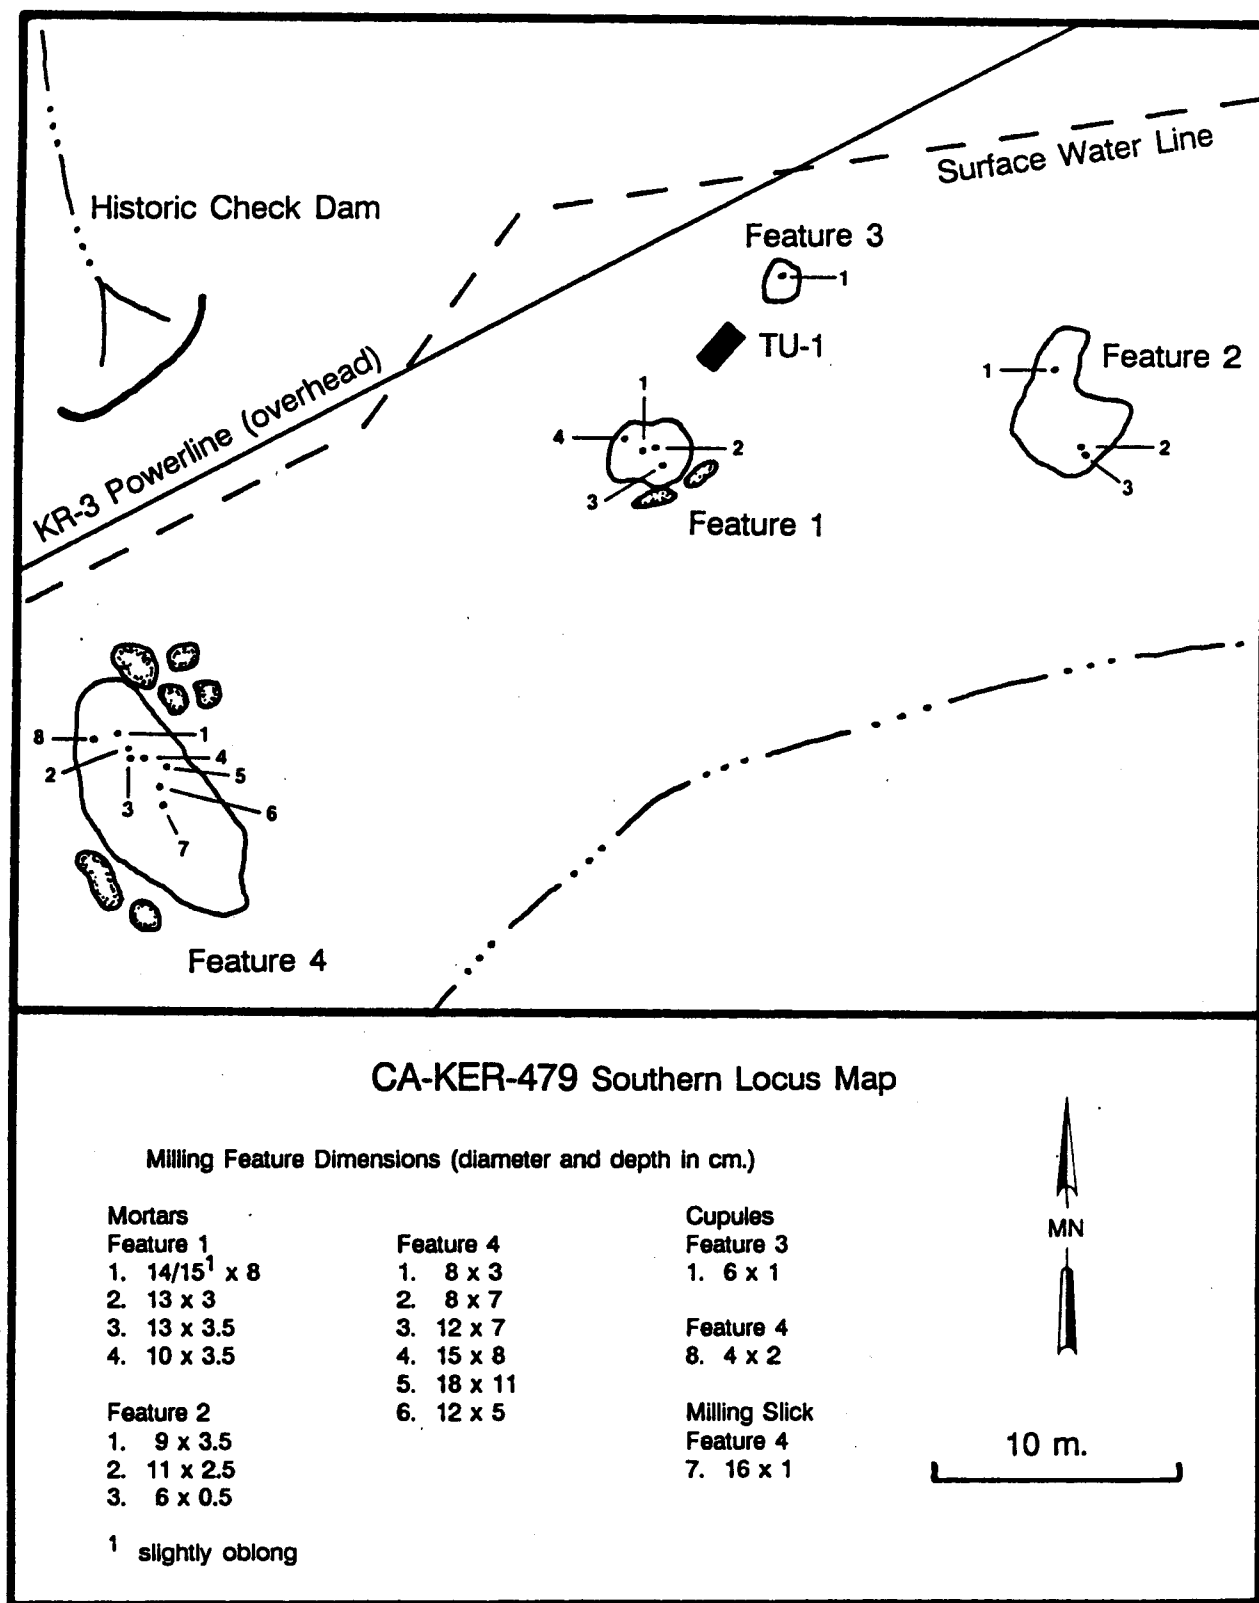 Surface Water Line
Historic Check Dam
Feature 3
1
TU-1
KR-3 Powerline (overhead)
Feature 2
1
2
3
1
4
2
3
Feature 1
8
1
2
4
3
5
6
7
Feature 4
CA-KER-479 Southern Locus Map
Milling Feature Dimensions (diameter and depth in cm.)
Mortars
Feature 1
1. 14/15¹ x 8
2. 13 x 3
3. 13 x 3.5
4. 10 x 3.5
Feature 2
1. 9 x 3.5
2. 11 x 2.5
3. 6 x 0.5
¹ slightly oblong
Feature 4
1. 8 x 3
2. 8 x 7
3. 12 x 7
4. 15 x 8
5. 18 x 11
6. 12 x 5
Cupules
Feature 3
1. 6 x 1
Feature 4
8. 4 x 2
Milling Slick
Feature 4
7. 16 x 1
MN
10 m.